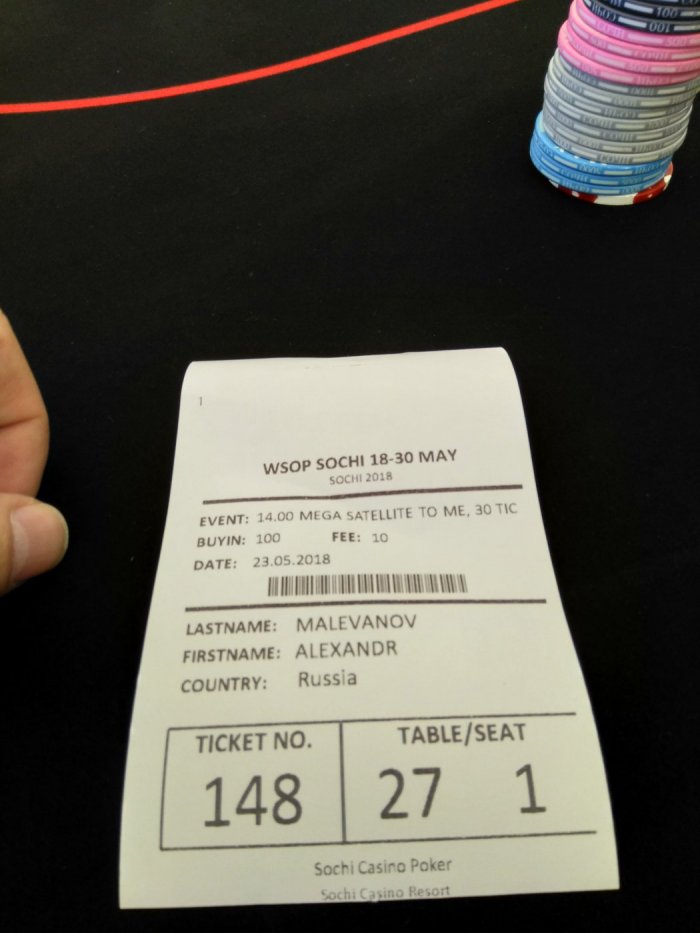 1
WSOP SOCHI 18-30 MAY
SOCHI 2018
EVENT: 14.00 MEGA SATELLITE TO ME, 30 TIC
BUYIN: 100 FEE: 10
DATE: 23.05.2018
LASTNAME: MALEVANOV
FIRSTNAME: ALEXANDR
COUNTRY: Russia
TICKET NO. TABLE/SEAT
148 27 1
Sochi Casino Poker
Sochi Casino Resort